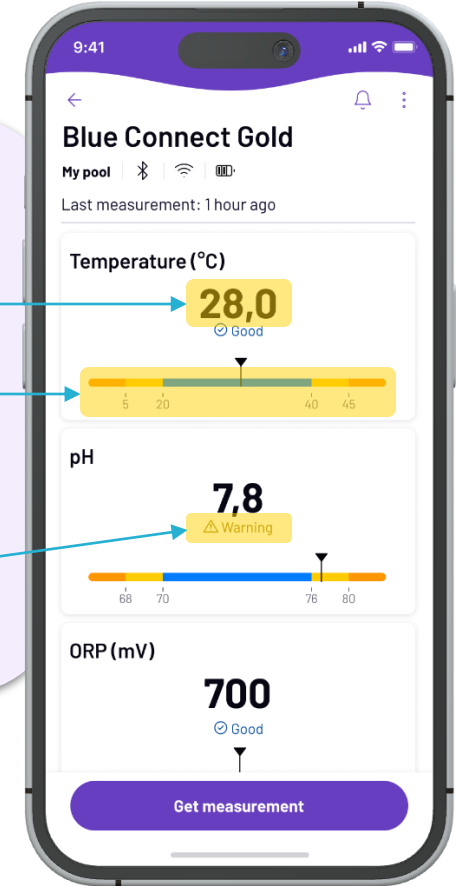 9:41
Blue Connect Gold
My pool
Last measurement: 1 hour ago
Temperature (°C)
28,0
Good
5 20 40 45
pH
7,8
Warning
68 70 76 80
ORP (mV)
700
Good
Get measurement